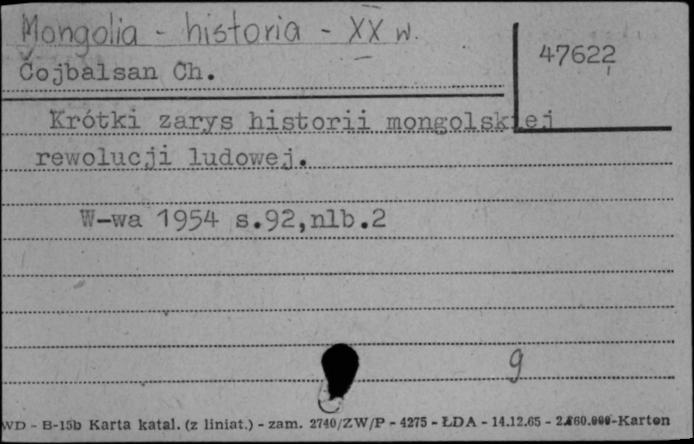 Mongolia - historia - XX w.
47622
Cojbalsan Ch.
Krótki zarys historii mongolskiej
rewolucji ludowej.
W-wa 1954 s.92,nlb.2
9
WD - B-15b Karta katal. (z liniat.) - zam. 2740/ZW/P - 4275 - ŁDA - 14.12.65 - -Karton